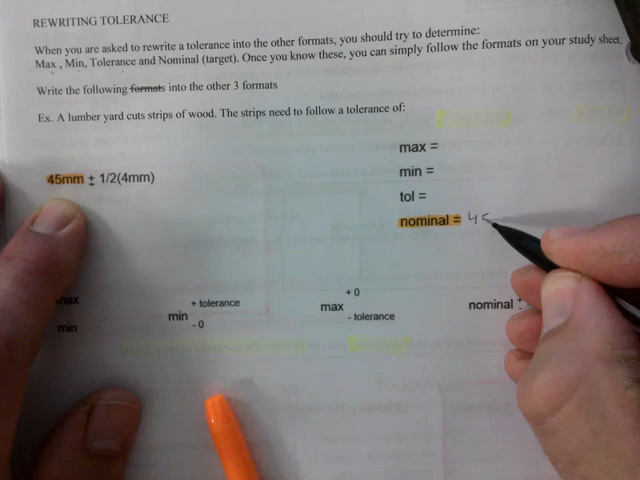 REWRITING TOLERANCE
When you are asked to rewrite a tolerance into the other formats, you should try to determine:
Max , Min, Tolerance and Nominal (target). Once you know these, you can simply follow the formats on your study sheet.
Write the following formats into the other 3 formats
Ex. A lumber yard cuts strips of wood. The strips need to follow a tolerance of:
max =
45mm ± 1/2(4mm)
min =
tol =
nominal = 45
max
min
+ tolerance
min
- 0
+ 0
max
- tolerance
nominal ±